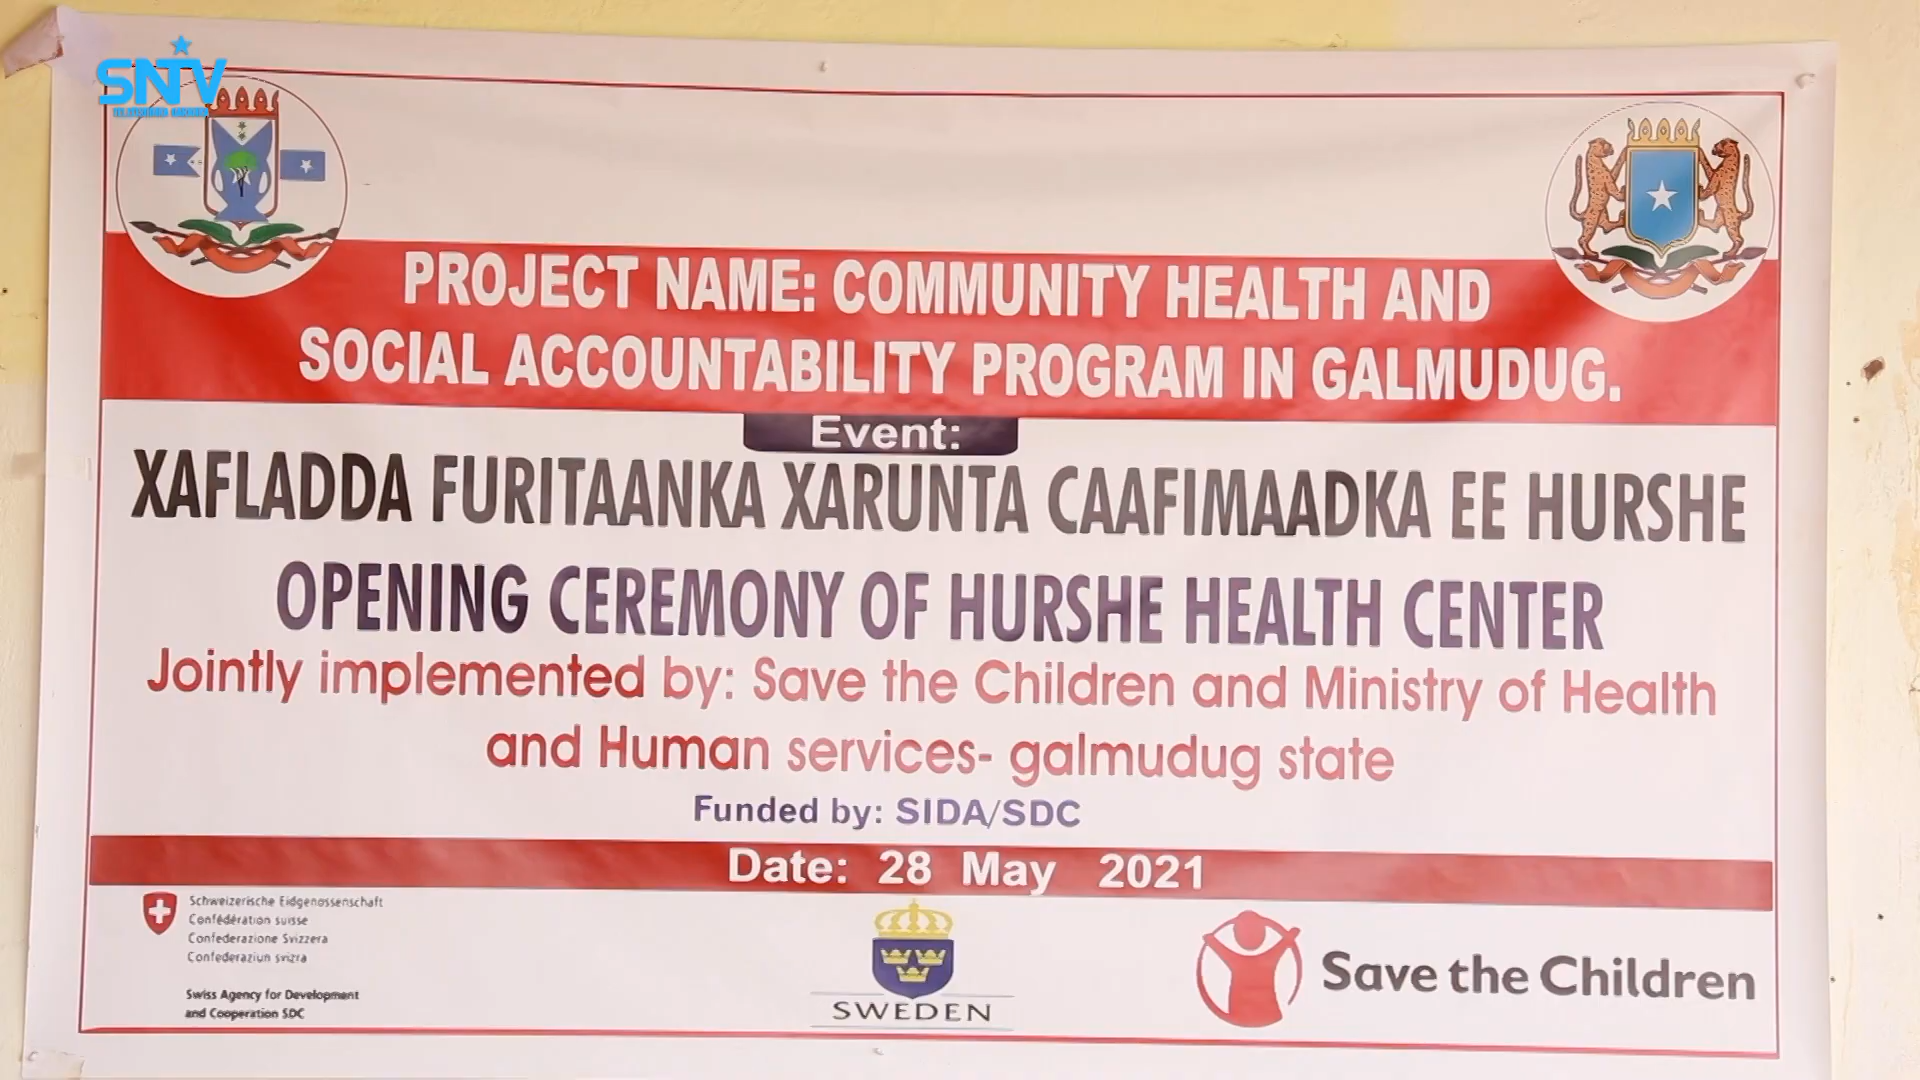 SNTV
PROJECT NAME: COMMUNITY HEALTH AND
SOCIAL ACCOUNTABILITY PROGRAM IN GALMUDUG.
Event:
XAFLADDA FURITAANKA XARUNTA CAAFIMAADKA EE HURSHE
OPENING CEREMONY OF HURSHE HEALTH CENTER
Jointly implemented by: Save the Children and Ministry of Health
and Human services- galmudug state
Funded by: SIDA/SDC
Date: 28 May 2021
Schweizerische Eidgenossenschaft
Confédération suisse
Confederazione Svizzera
Confederaziun svizra
Swiss Agency for Development
and Cooperation SDC
SWEDEN
Save the Children